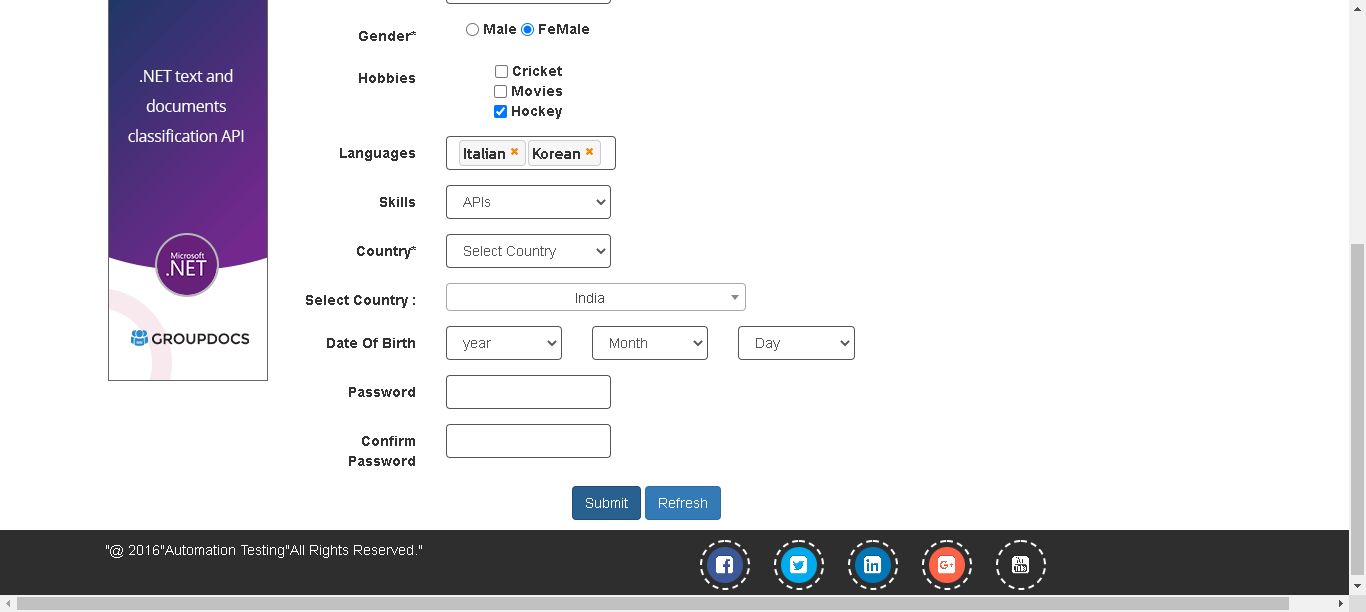 .NET text and
documents
classification API
Microsoft
.NET
GROUPDOCS
Gender* Male FeMale
Hobbies Cricket
Movies
Hockey
Languages Italian Korean
Skills APIs
Country* Select Country
Select Country : India
Date Of Birth year Month Day
Password
Confirm
Password
Submit Refresh
"@ 2016"Automation Testing"All Rights Reserved."